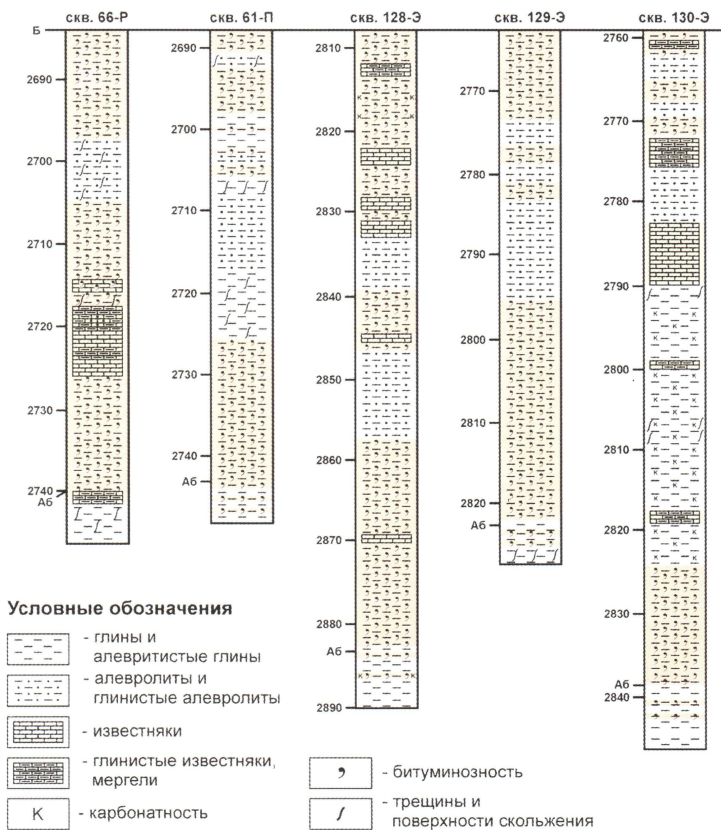 скв. 66-Р
скв. 61-П
скв. 128-Э
скв. 129-Э
скв. 130-Э
Б
2690
2700
2710
2720
2730
2740
Аб
2690
2700
2710
2720
2730
2740
Аб
2810
2820
2830
2840
2850
2860
2870
2880
Аб
2890
2770
2780
2790
2800
2810
2820
Аб
2760
2770
2780
2790
2800
2810
2820
2830
Аб
2840
Условные обозначения
- глины и
алевритистые глины
- алевролиты и
глинистые алевролиты
- известняки
- глинистые известняки,
мергели
К - карбонатность
- битуминозность
- трещины и
поверхности скольжения